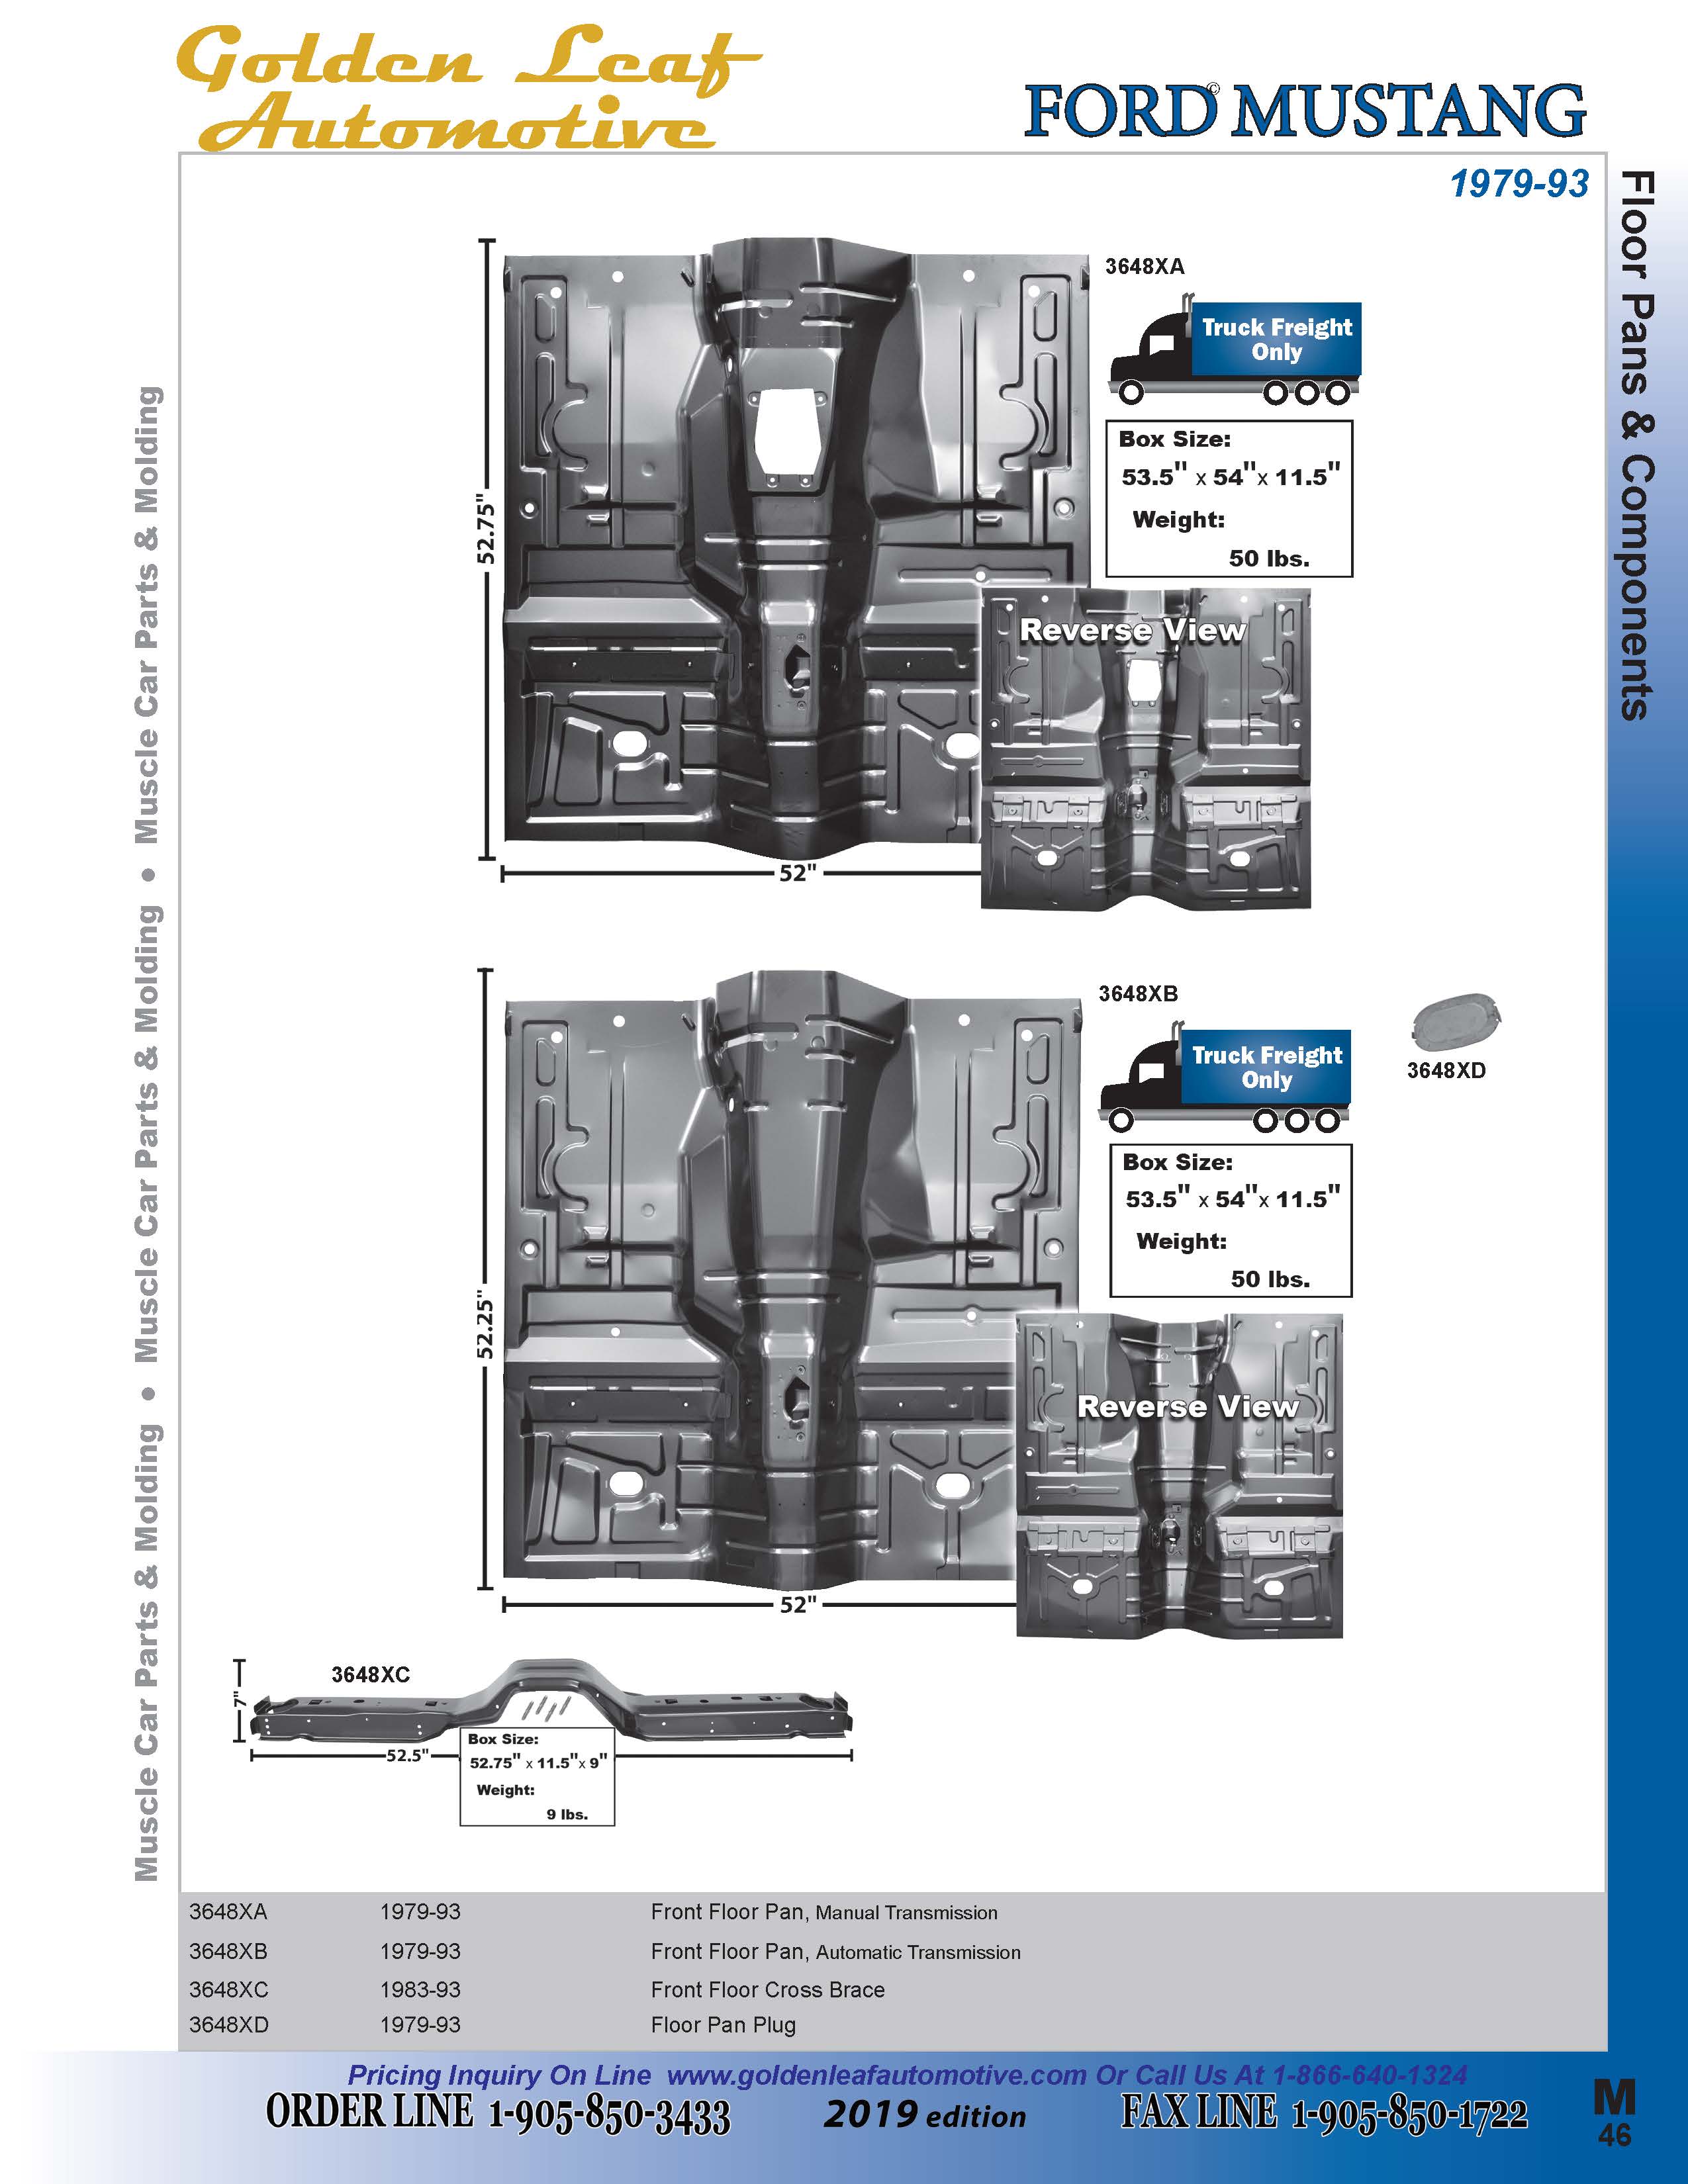 Golden Leaf
Automotive
FORD© MUSTANG
1979-93
Floor Pans & Components
Muscle Car Parts & Molding • Muscle Car Parts & Molding • Muscle Car Parts & Molding
3648XA
Truck Freight
Only
Box Size:
53.5" x 54"x 11.5"
Weight:
50 lbs.
52.75"
Reverse View
52"
3648XB
Truck Freight
Only
3648XD
Box Size:
53.5" x 54"x 11.5"
Weight:
50 lbs.
52.25"
Reverse View
52"
3648XC
7"
52.5"
Box Size:
52.75" x 11.5"x 9"
Weight:
9 lbs.
3648XA 1979-93 Front Floor Pan, Manual Transmission
3648XB 1979-93 Front Floor Pan, Automatic Transmission
3648XC 1983-93 Front Floor Cross Brace
3648XD 1979-93 Floor Pan Plug
Pricing Inquiry On Line www.goldenleafautomotive.com Or Call Us At 1-866-640-1324
ORDER LINE 1-905-850-3433 2019 edition FAX LINE 1-905-850-1722
M
46